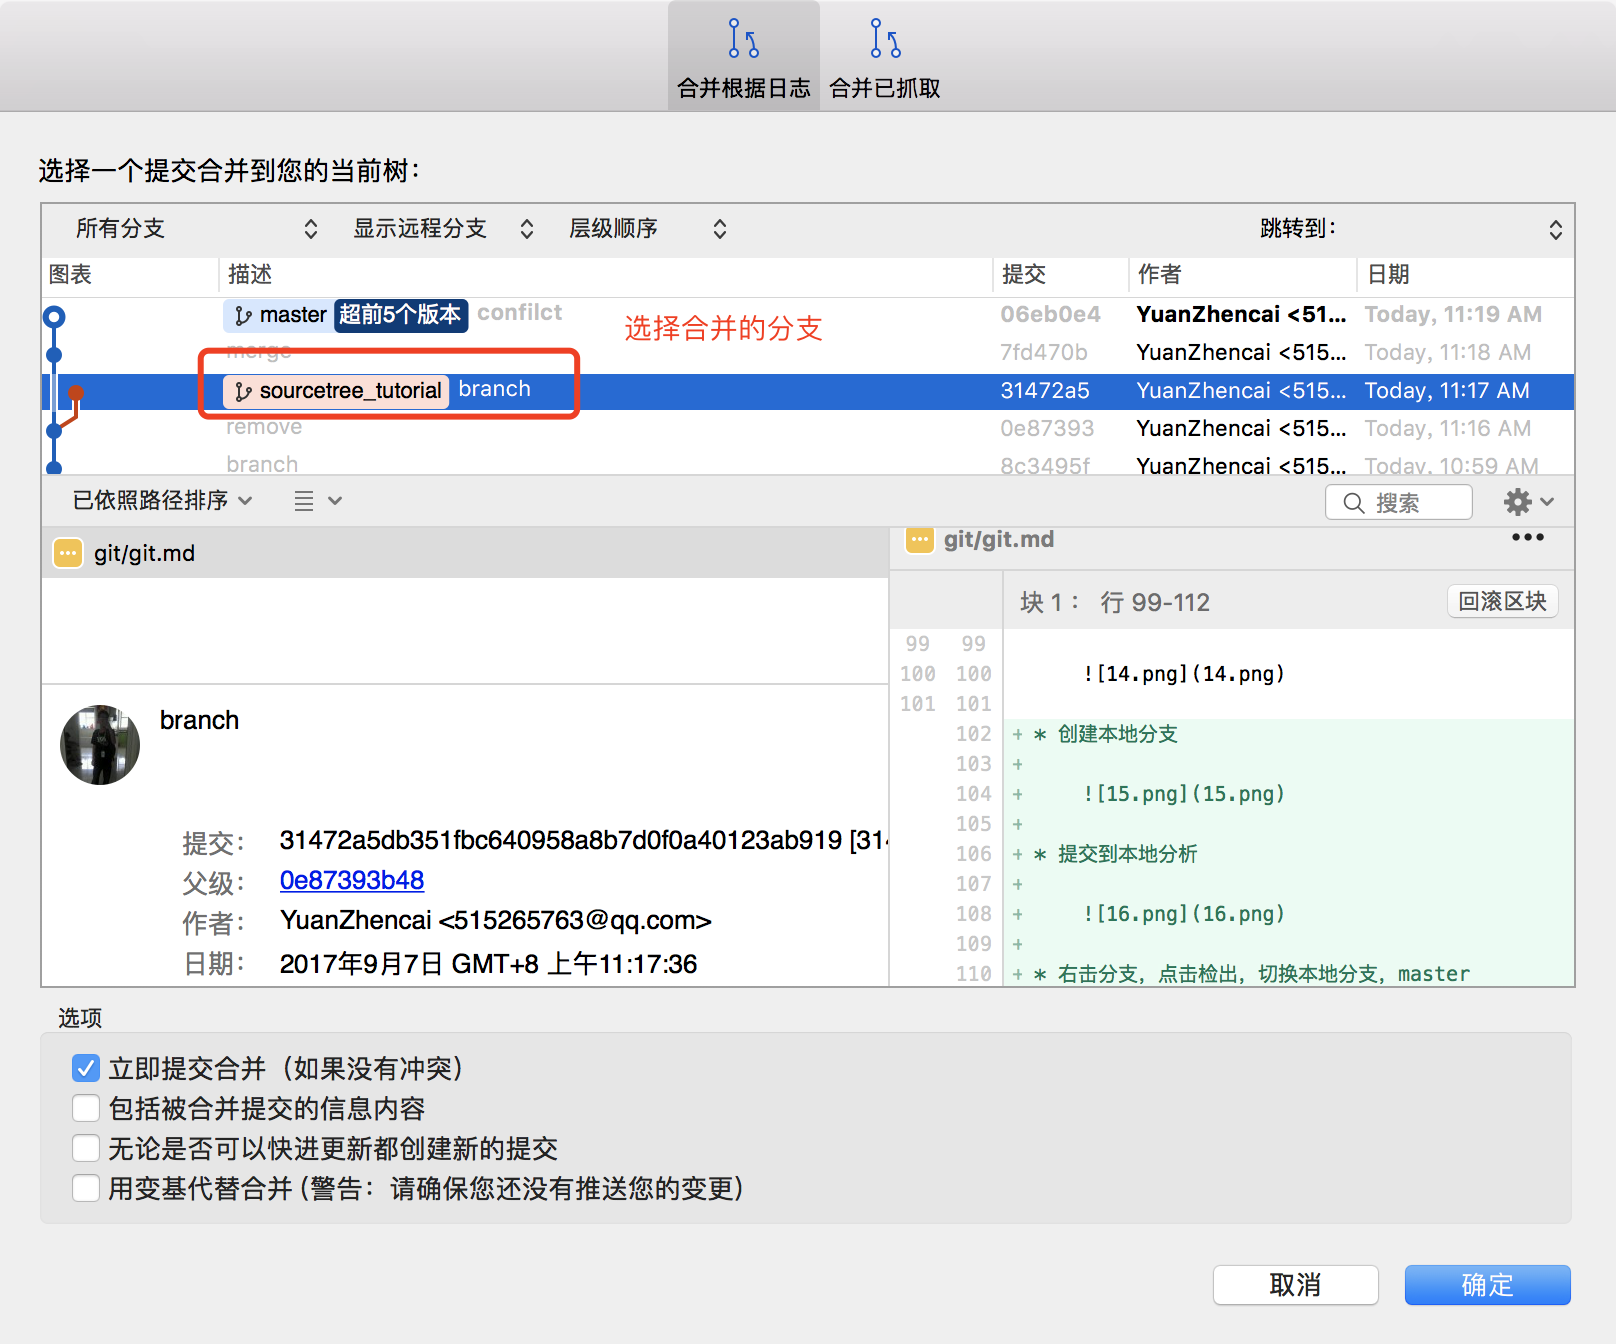 合并根据日志 合并已抓取
选择一个提交合并到您的当前树：
所有分支 显示远程分支 层级顺序 跳转到：
图表 描述 提交 作者 日期
master 超前5个版本 confilct 06eb0e4 YuanZhencai <51... Today, 11:19 AM
选择合并的分支
merge 7fd470b YuanZhencai <515... Today, 11:18 AM
sourcetree_tutorial branch 31472a5 YuanZhencai <515... Today, 11:17 AM
remove 0e87393 YuanZhencai <515... Today, 11:16 AM
branch 8c3495f YuanZhencai <515... Today, 10:59 AM
已依照路径排序 搜索
git/git.md
git/git.md
块 1： 行 99-112 回滚区块
99 99
100 100 ![14.png](14.png)
101 101
102 + * 创建本地分支
103 +
104 + ![15.png](15.png)
105 +
106 + * 提交到本地分析
107 +
108 + ![16.png](16.png)
109 +
110 + * 右击分支，点击检出，切换本地分支，master
branch
提交： 31472a5db351fbc640958a8b7d0f0a40123ab919 [314
父级： 0e87393b48
作者： YuanZhencai <515265763@qq.com>
日期： 2017年9月7日 GMT+8 上午11:17:36
选项
立即提交合并（如果没有冲突）
包括被合并提交的信息内容
无论是否可以快进更新都创建新的提交
用变基代替合并(警告：请确保您还没有推送您的变更)
取消 确定